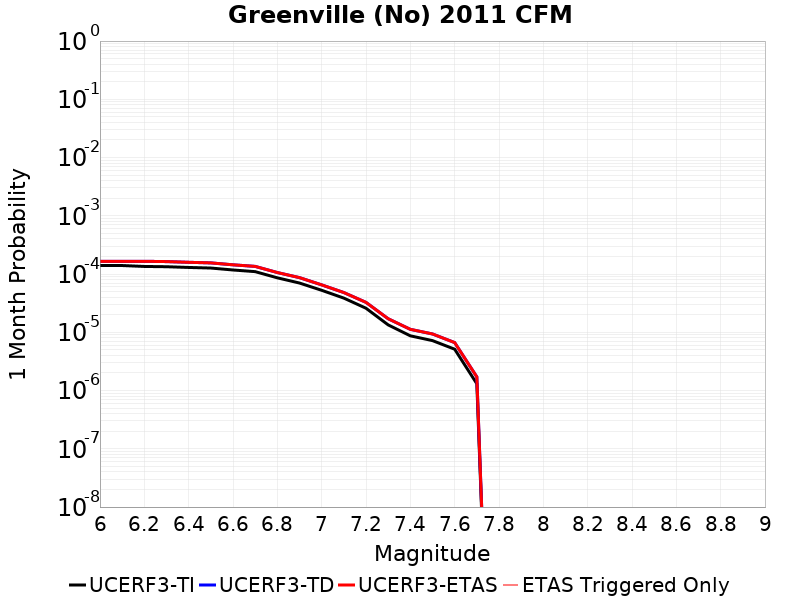 Greenville (No) 2011 CFM
10^0
10^-1
10^-2
10^-3
10^-4
10^-5
10^-6
10^-7
10^-8
1 Month Probability
6 6.2 6.4 6.6 6.8 7 7.2 7.4 7.6 7.8 8 8.2 8.4 8.6 8.8 9
Magnitude
UCERF3-TI UCERF3-TD UCERF3-ETAS ETAS Triggered Only